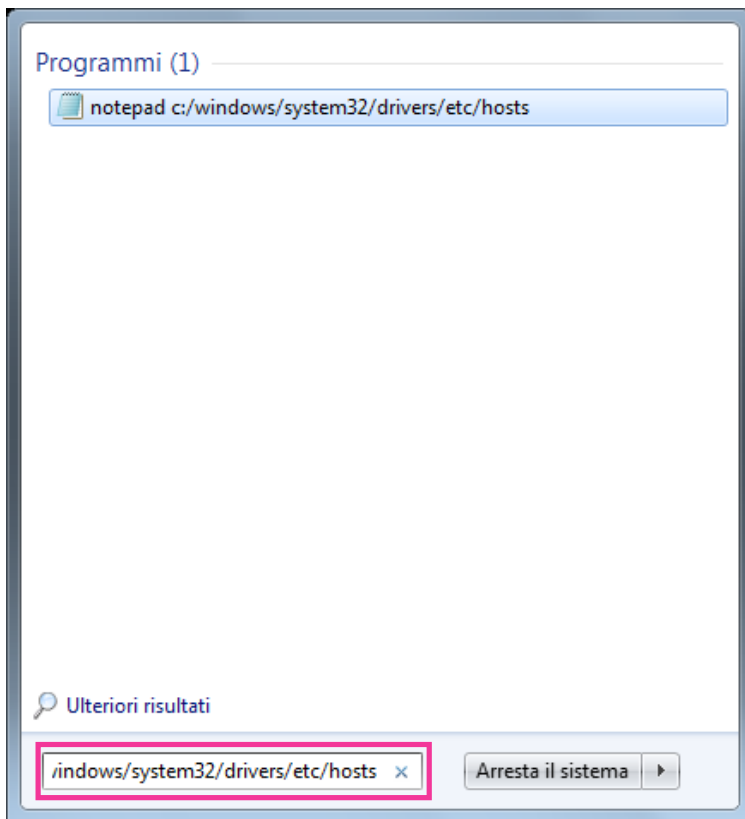 Programmi (1)
notepad c:/windows/system32/drivers/etc/hosts
Ulteriori risultati
/indows/system32/drivers/etc/hosts
Arresta il sistema